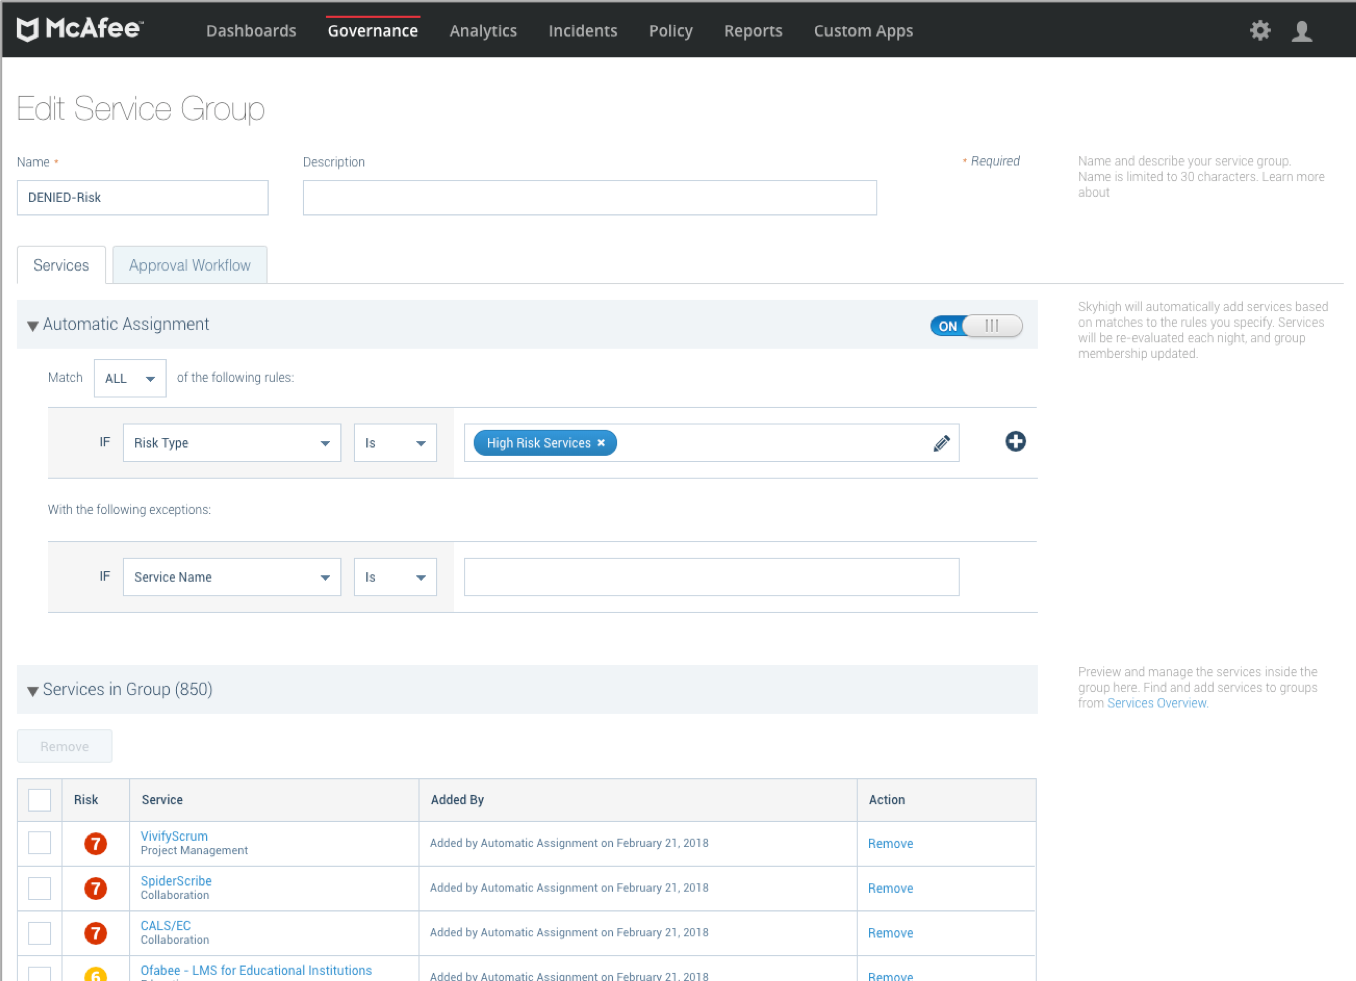 McAfee™
Dashboards Governance Analytics Incidents Policy Reports Custom Apps
Edit Service Group
Name * Description * Required
Name and describe your service group.
Name is limited to 30 characters. Learn more
about
DENIED-Risk
Services Approval Workflow
Automatic Assignment ON
Skyhigh will automatically add services based
on matches to the rules you specify. Services
will be re-evaluated each night, and group
membership updated.
Match ALL of the following rules:
IF Risk Type Is High Risk Services ×
With the following exceptions:
IF Service Name Is
Services in Group (850)
Preview and manage the services inside the
group here. Find and add services to groups
from Services Overview.
Remove
Risk Service Added By Action
7 VivifyScrum Added by Automatic Assignment on February 21, 2018 Remove
Project Management
7 SpiderScribe Added by Automatic Assignment on February 21, 2018 Remove
Collaboration
7 CALS/EC Added by Automatic Assignment on February 21, 2018 Remove
Collaboration
6 Ofabee - LMS for Educational Institutions Added by Automatic Assignment on February 21, 2018 Remove